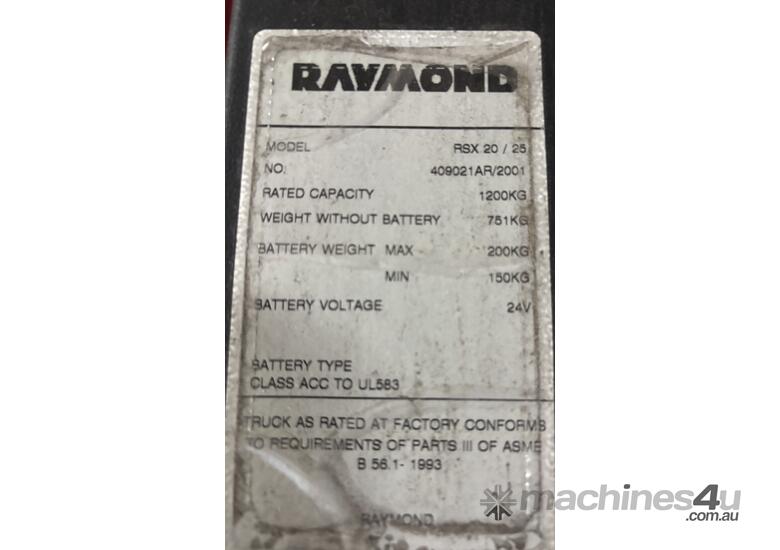 RAYMOND
MODEL RSX 20 / 25
NO. 409021AR/2001
RATED CAPACITY 1200KG
WEIGHT WITHOUT BATTERY 751KG
BATTERY WEIGHT MAX 200KG
MIN 150KG
BATTERY VOLTAGE 24V
BATTERY TYPE
CLASS ACC TO UL583
TRUCK AS RATED AT FACTORY CONFORMS
TO REQUIREMENTS OF PARTS III OF ASME
B 56.1- 1993
RAYMOND
machines4u
.com.au